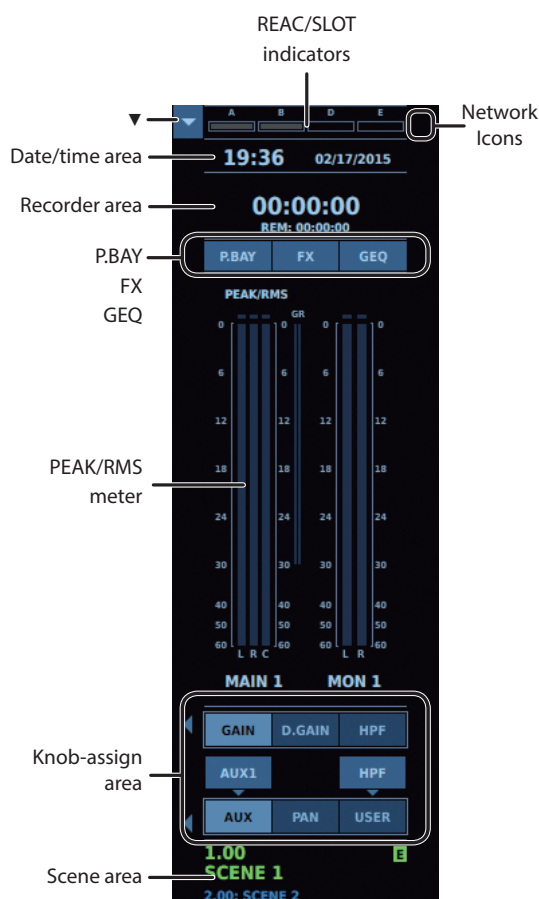 REAC/SLOT
indicators
▼
A B D E
Network
Icons
Date/time area
19:36 02/17/2015
Recorder area
00:00:00
REM: 00:00:00
P.BAY
FX
GEQ
P.BAY FX GEQ
PEAK/RMS
GR
0 0 0 0
6 6 6 6
12 12 12 12
18 18 18 18
PEAK/RMS
meter
24 24 24 24
30 30 30 30
40 40 40 40
50 50 50 50
60 60 60 60
L R C L R
MAIN 1 MON 1
Knob-assign
area
GAIN D.GAIN HPF
AUX1 HPF
AUX PAN USER
Scene area
1.00 E
SCENE 1
2.00: SCENE 2